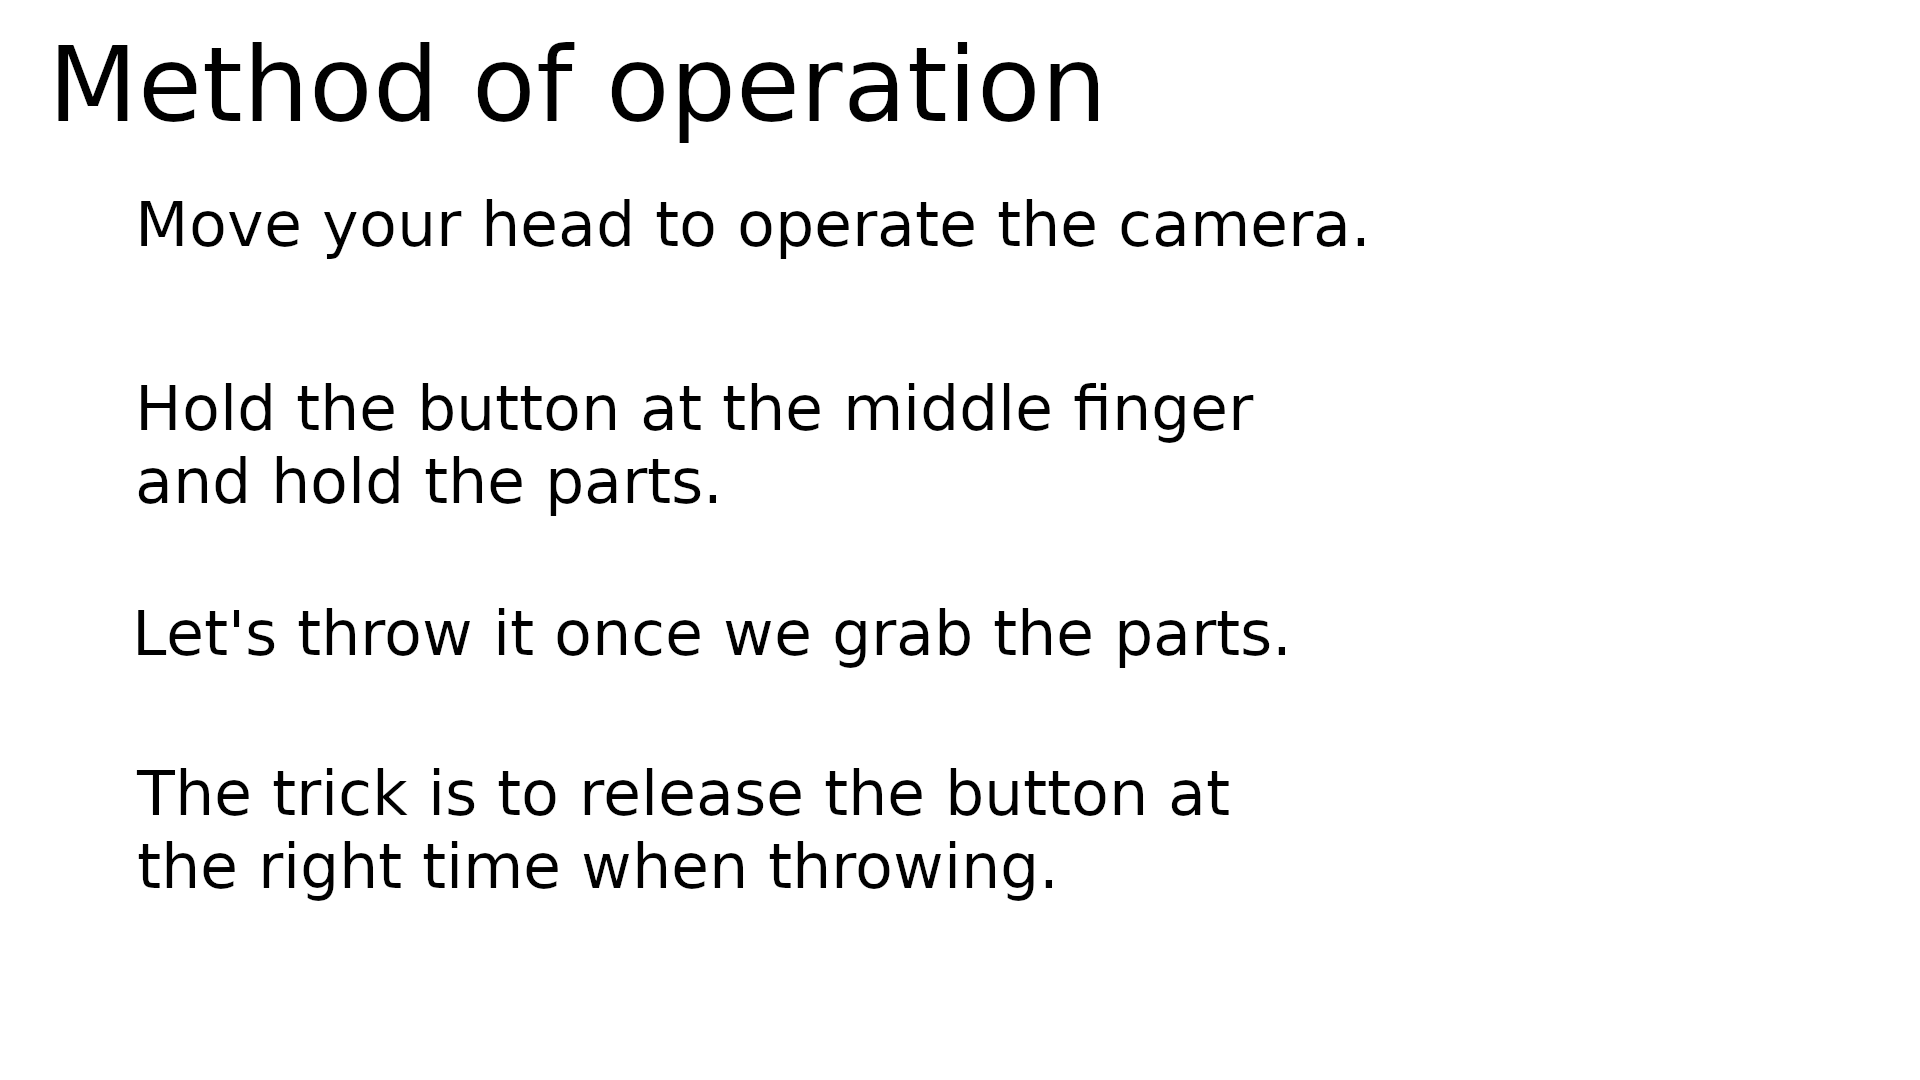 Method of operation
Move your head to operate the camera.
Hold the button at the middle finger
and hold the parts.
Let's throw it once we grab the parts.
The trick is to release the button at
the right time when throwing.